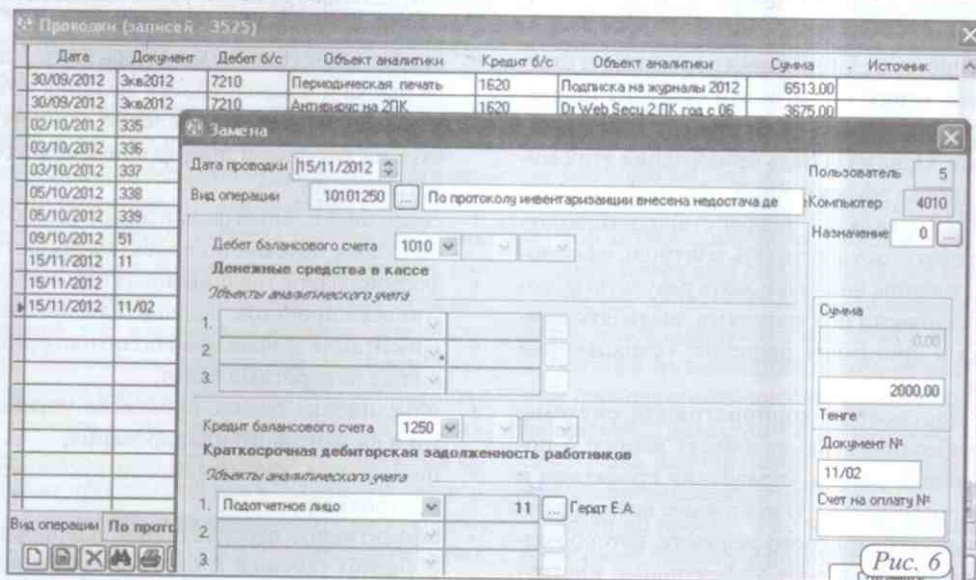 Проводки (записей - 3525)
Дата Документ Дебет б/с Объект аналитики Кредит б/с Объект аналитики Сумма Источник
30/09/2012 3кв2012 7210 Периодическая печать 1620 Подписка на журналы 2012 6513,00
30/09/2012 3кв2012 7210 Антивирус на 2ПК 1620 Dr Web Secu 2 ПК год с 06 3675,00
02/10/2012 335
03/10/2012 336
03/10/2012 337
05/10/2012 338
05/10/2012 339
09/10/2012 51
15/11/2012 11
15/11/2012
15/11/2012 11/02
Вид операции По прото
Замена
Дата проводки 15/11/2012
Пользователь 5
Вид операции 10101250 ... По протоколу инвентаризации внесена недостача де
Компьютер 4010
Назначение 0 ...
Дебет балансового счета 1010
Денежные средства в кассе
Объекты аналитического учета
1.
2.
3.
Сумма
0,00
2000,00
Тенге
Кредит балансового счета 1250
Краткосрочная дебиторская задолженность работников
Объекты аналитического учета
1. Подотчетное лицо 11 ... Гердт Е.А.
2.
3.
Документ №
11/02
Счет на оплату №
Рис. 6